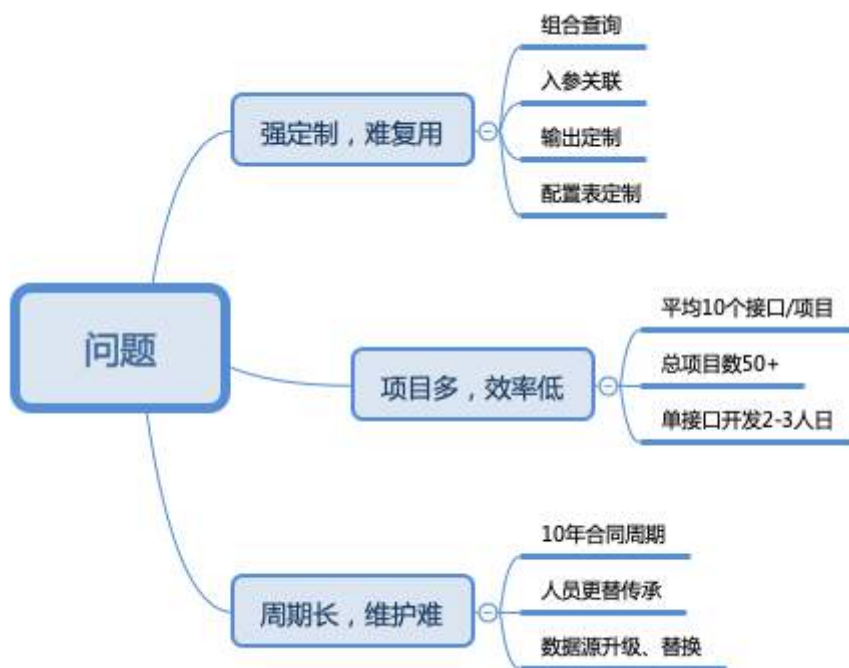 问题
强定制，难复用
组合查询
入参关联
输出定制
配置表定制
项目多，效率低
平均10个接口/项目
总项目数50+
单接口开发2-3人日
周期长，维护难
10年合同周期
人员更替传承
数据源升级、替换